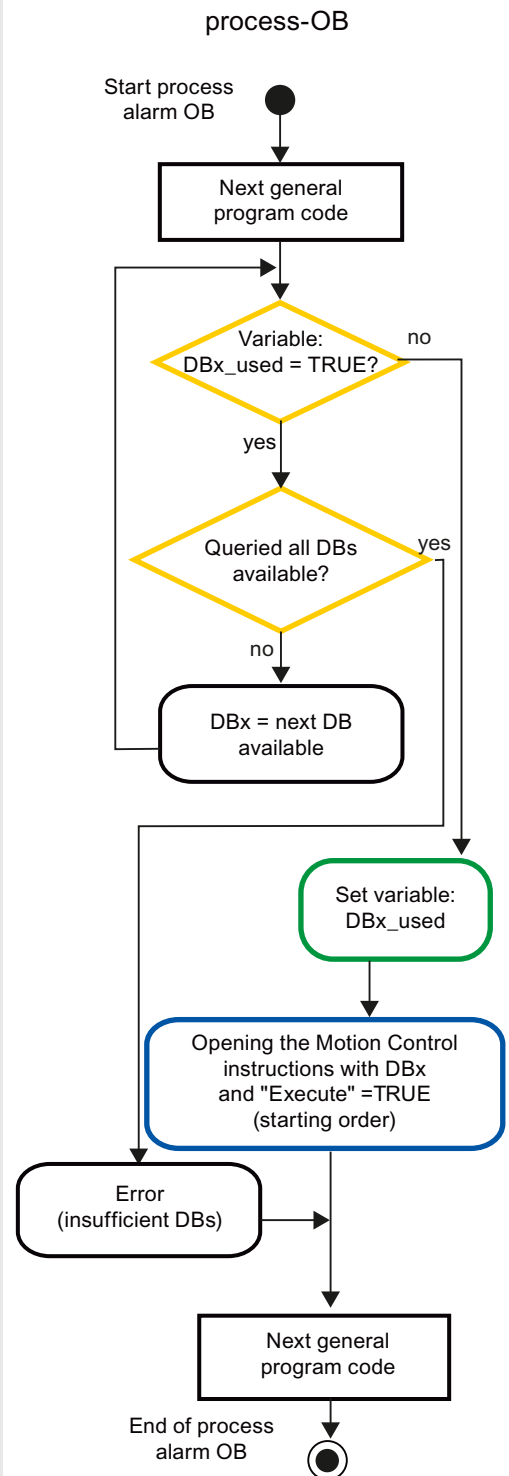 process-OB
Start process
alarm OB
Next general
program code
Variable:
DBx_used = TRUE?
no
yes
Queried all DBs
available?
yes
no
DBx = next DB
available
Set variable:
DBx_used
Opening the Motion Control
instructions with DBx
and "Execute" =TRUE
(starting order)
Error
(insufficient DBs)
Next general
program code
End of process
alarm OB